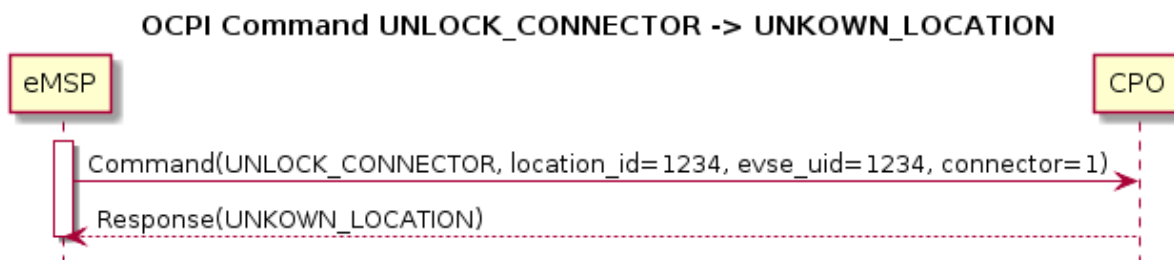 OCPI Command UNLOCK_CONNECTOR -> UNKOWN_LOCATION
eMSP
CPO
Command(UNLOCK_CONNECTOR, location_id=1234, evse_uid=1234, connector=1)
Response(UNKOWN_LOCATION)